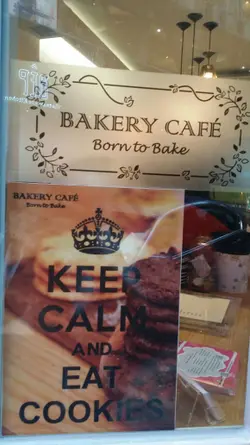 BAKERY CAFÉ
Born to Bake
BAKERY CAFÉ
Born to Bake
KEEP
CALM
AND
EAT
COOKIES